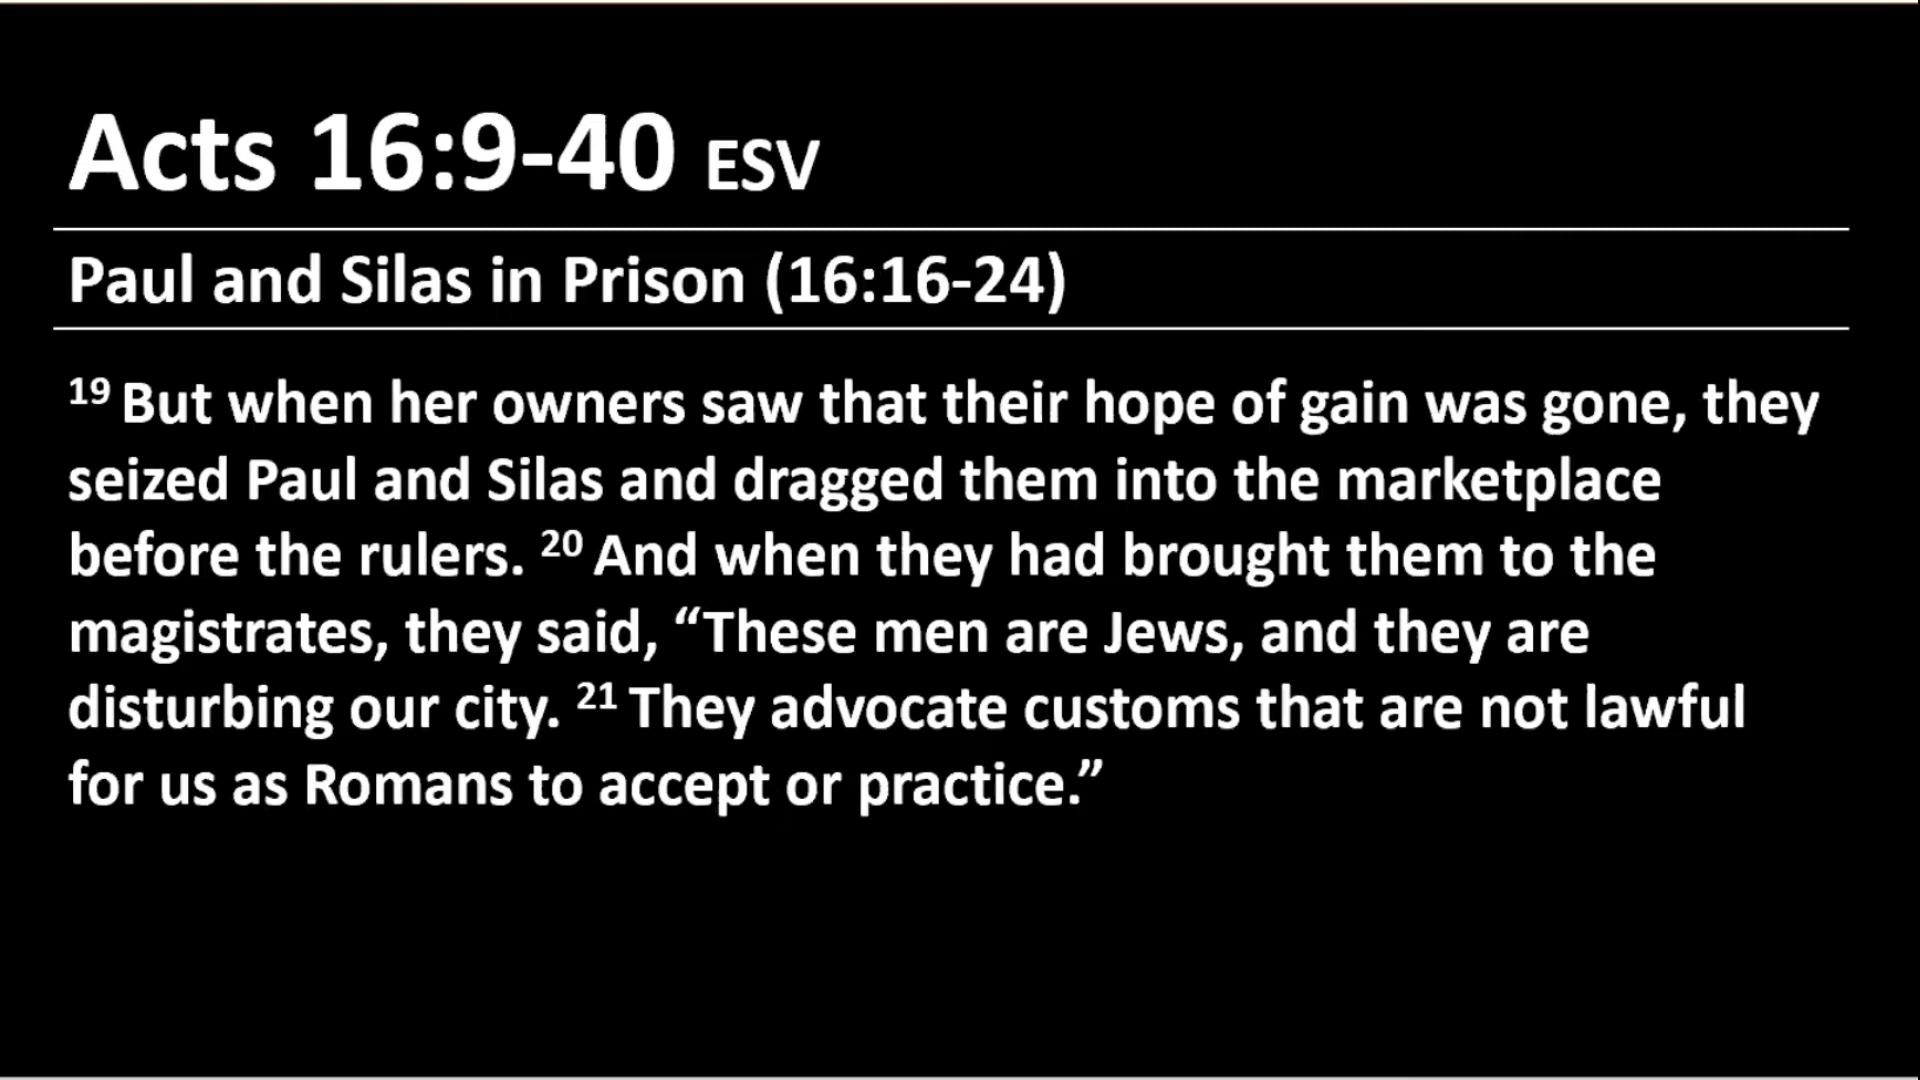 Acts 16:9-40 ESV
Paul and Silas in Prison (16:16-24)
19 But when her owners saw that their hope of gain was gone, they
seized Paul and Silas and dragged them into the marketplace
before the rulers. 20 And when they had brought them to the
magistrates, they said, “These men are Jews, and they are
disturbing our city. 21 They advocate customs that are not lawful
for us as Romans to accept or practice.”